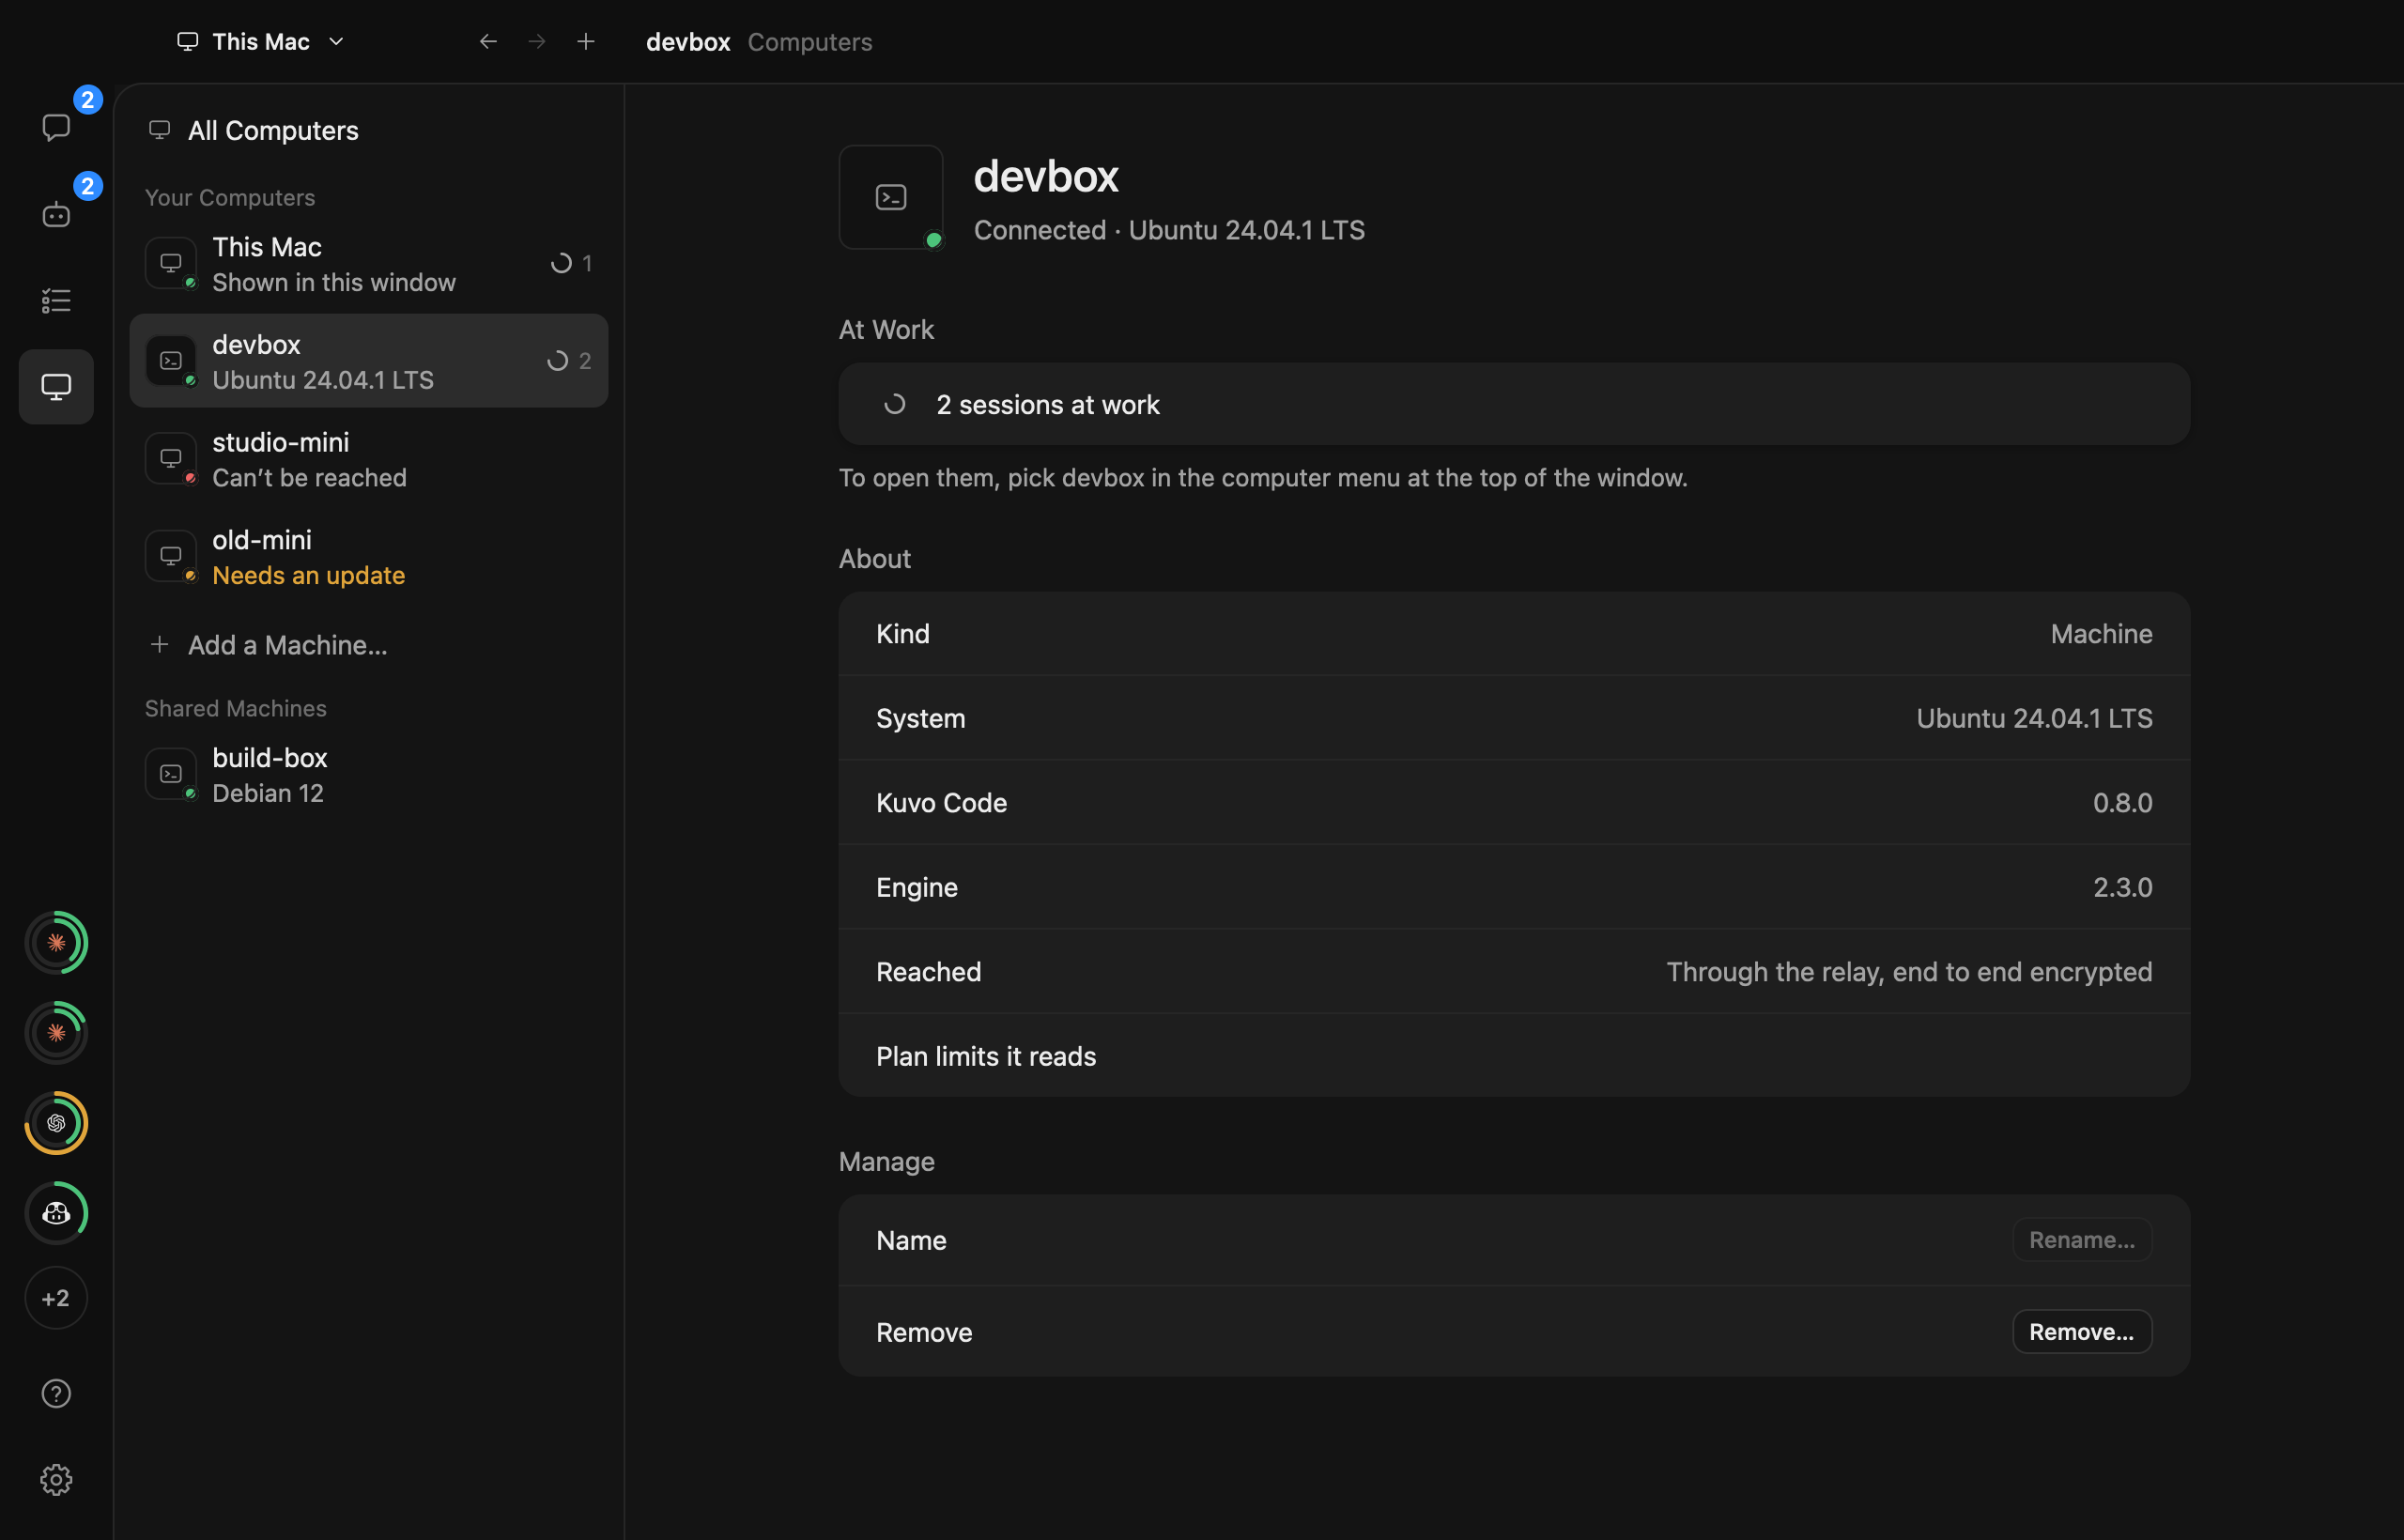 This Mac
devbox Computers
2
2
All Computers
Your Computers
This Mac
Shown in this window
1
devbox
Ubuntu 24.04.1 LTS
2
studio-mini
Can’t be reached
old-mini
Needs an update
Add a Machine…
Shared Machines
build-box
Debian 12
+2
devbox
Connected · Ubuntu 24.04.1 LTS
At Work
2 sessions at work
To open them, pick devbox in the computer menu at the top of the window.
About
Kind Machine
System Ubuntu 24.04.1 LTS
Kuvo Code 0.8.0
Engine 2.3.0
Reached Through the relay, end to end encrypted
Plan limits it reads
Manage
Name Rename…
Remove Remove…